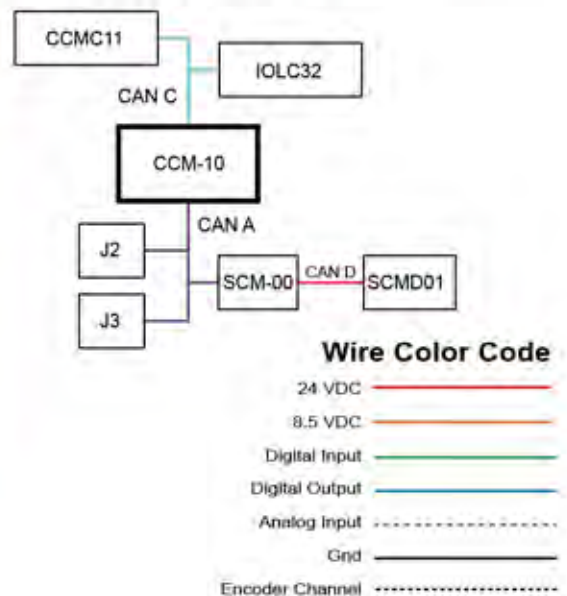 CCMC11
IOLC32
CAN C
CCM-10
CAN A
J2
SCM-00
CAN D
SCMD01
J3
Wire Color Code
24 VDC
8.5 VDC
Digital Input
Digital Output
Analog Input
Gnd
Encoder Channel